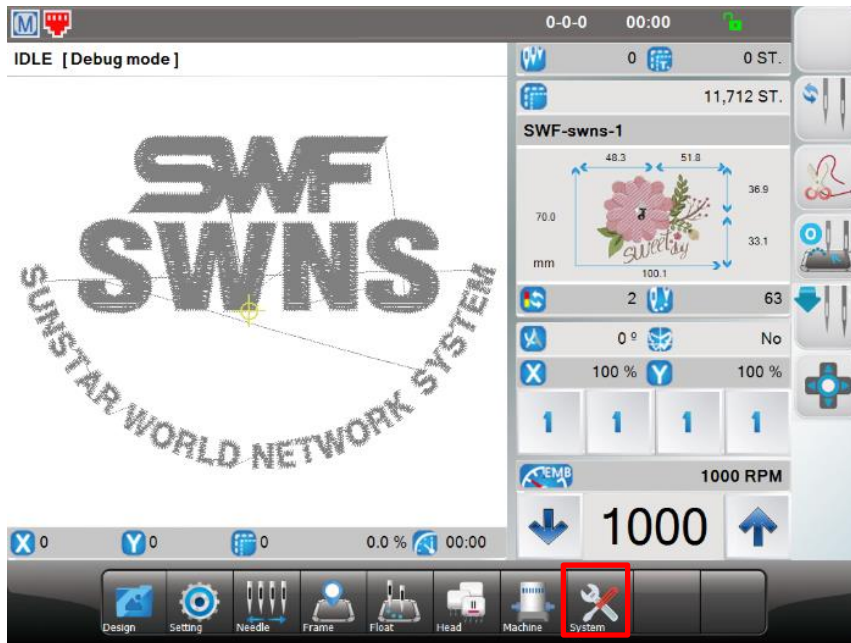 M
0-0-0 00:00
IDLE [Debug mode]
0
0 ST.
11,712 ST.
SWF-swns-1
48.3 51.8
36.9
70.0
33.1
mm
100.1
Sweet
2
63
0 º
No
X 100 % Y 100 %
1 1 1 1
EMB 1000 RPM
1000
SWF
SWNS
SUNSTAR WORLD NETWORK SYSTEM
X 0 Y 0 0 0.0 % 00:00
Design Setting Needle Frame Float Head Machine System